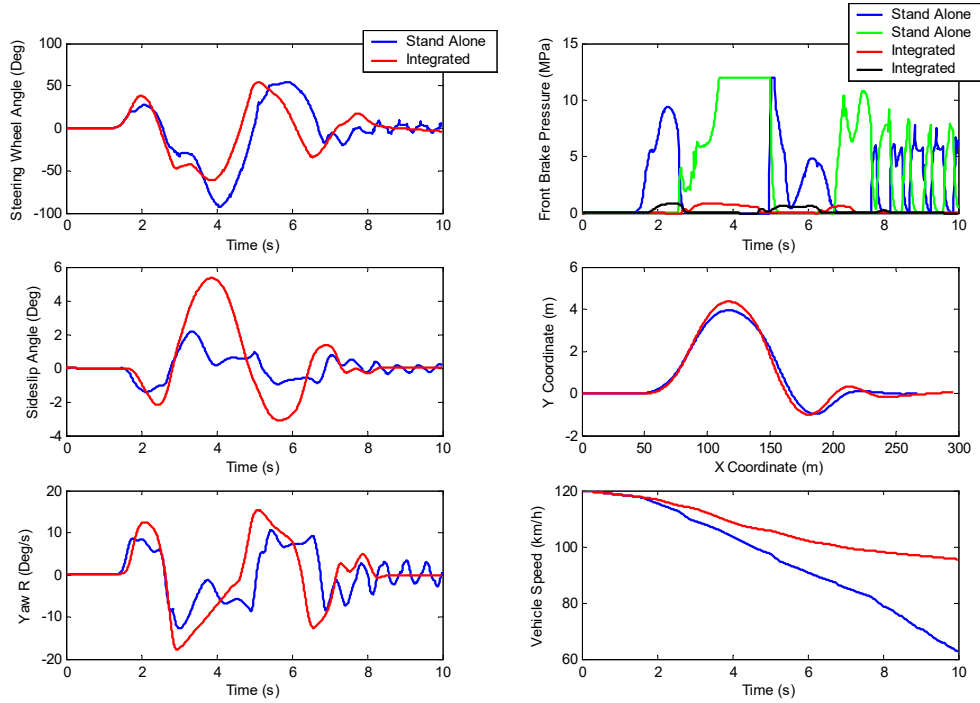 Stand Alone
Integrated
100
50
0
-50
-100
0 2 4 6 8 10
Steering Wheel Angle (Deg)
Time (s)
Stand Alone
Stand Alone
Integrated
Integrated
15
10
5
0
0 2 4 6 8 10
Front Brake Pressure (MPa)
Time (s)
6
4
2
0
-2
-4
0 2 4 6 8 10
Sideslip Angle (Deg)
Time (s)
6
4
2
0
-2
0 50 100 150 200 250 300
Y Coordinate (m)
X Coordinate (m)
20
10
0
-10
-20
0 2 4 6 8 10
Yaw R (Deg/s)
Time (s)
120
100
80
60
0 2 4 6 8 10
Vehicle Speed (km/h)
Time (s)